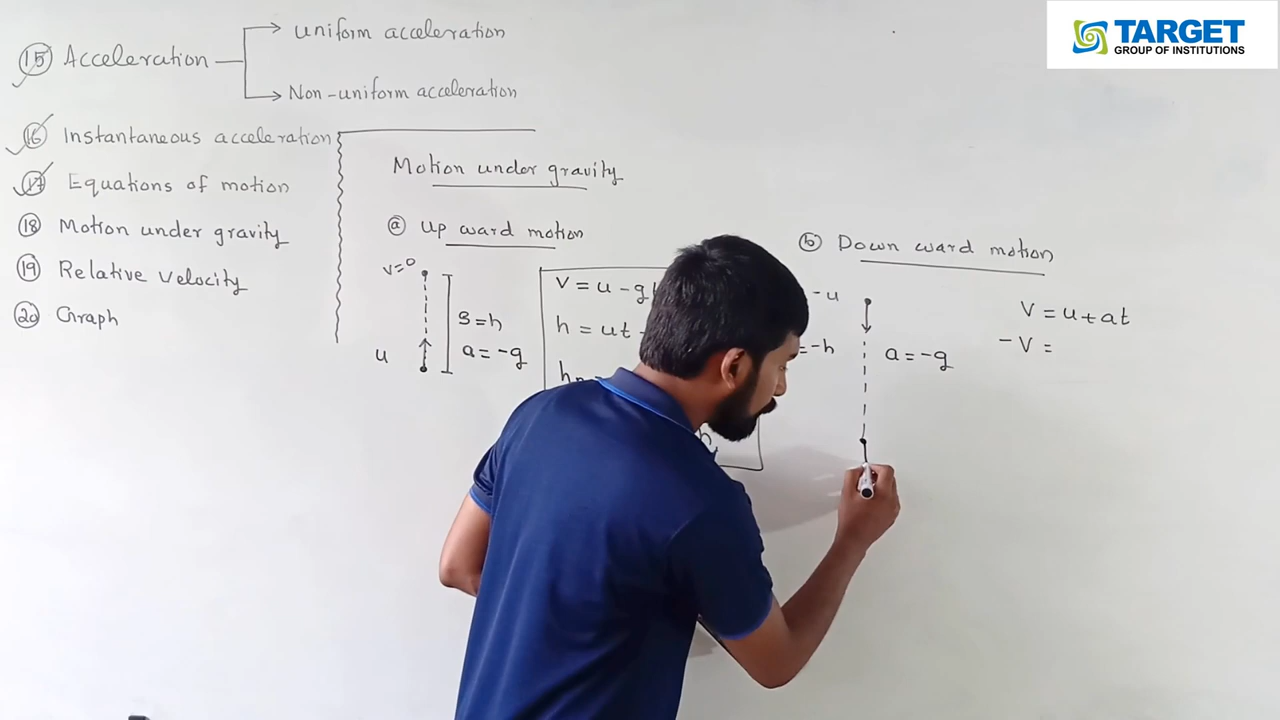 TARGET
GROUP OF INSTITUTIONS
15 Acceleration
uniform acceleration
Non-uniform acceleration
16 Instantaneous acceleration
17 Equations of motion
18 Motion under gravity
19 Relative velocity
20 Graph
Motion under gravity
a Up ward motion
v=0
S=h
a=-g
u
V=u-g
h=ut
h
b Down ward motion
-u
=-h
a=-g
V=u+at
-V=